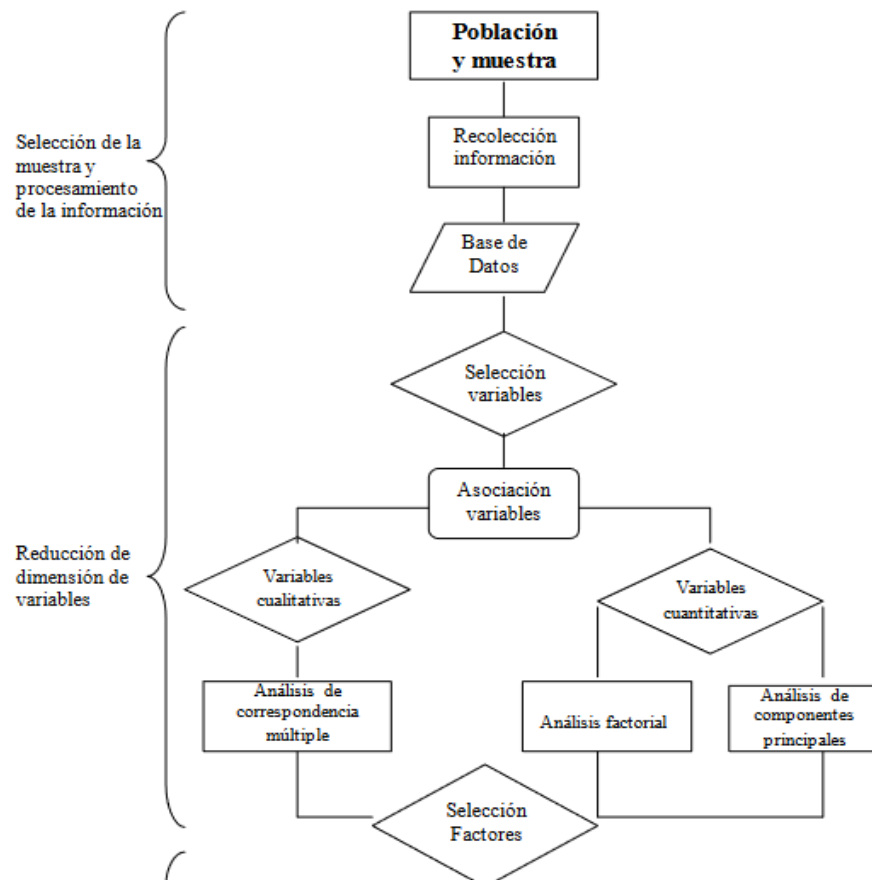 Población
y muestra
Selección de la
muestra y
procesamiento
de la información
Recolección
información
Base de
Datos
Selección
variables
Asociación
variables
Reducción de
dimensión de
variables
Variables
cualitativas
Variables
cuantitativas
Análisis de
correspondencia
múltiple
Análisis factorial
Análisis de
componentes
principales
Selección
Factores